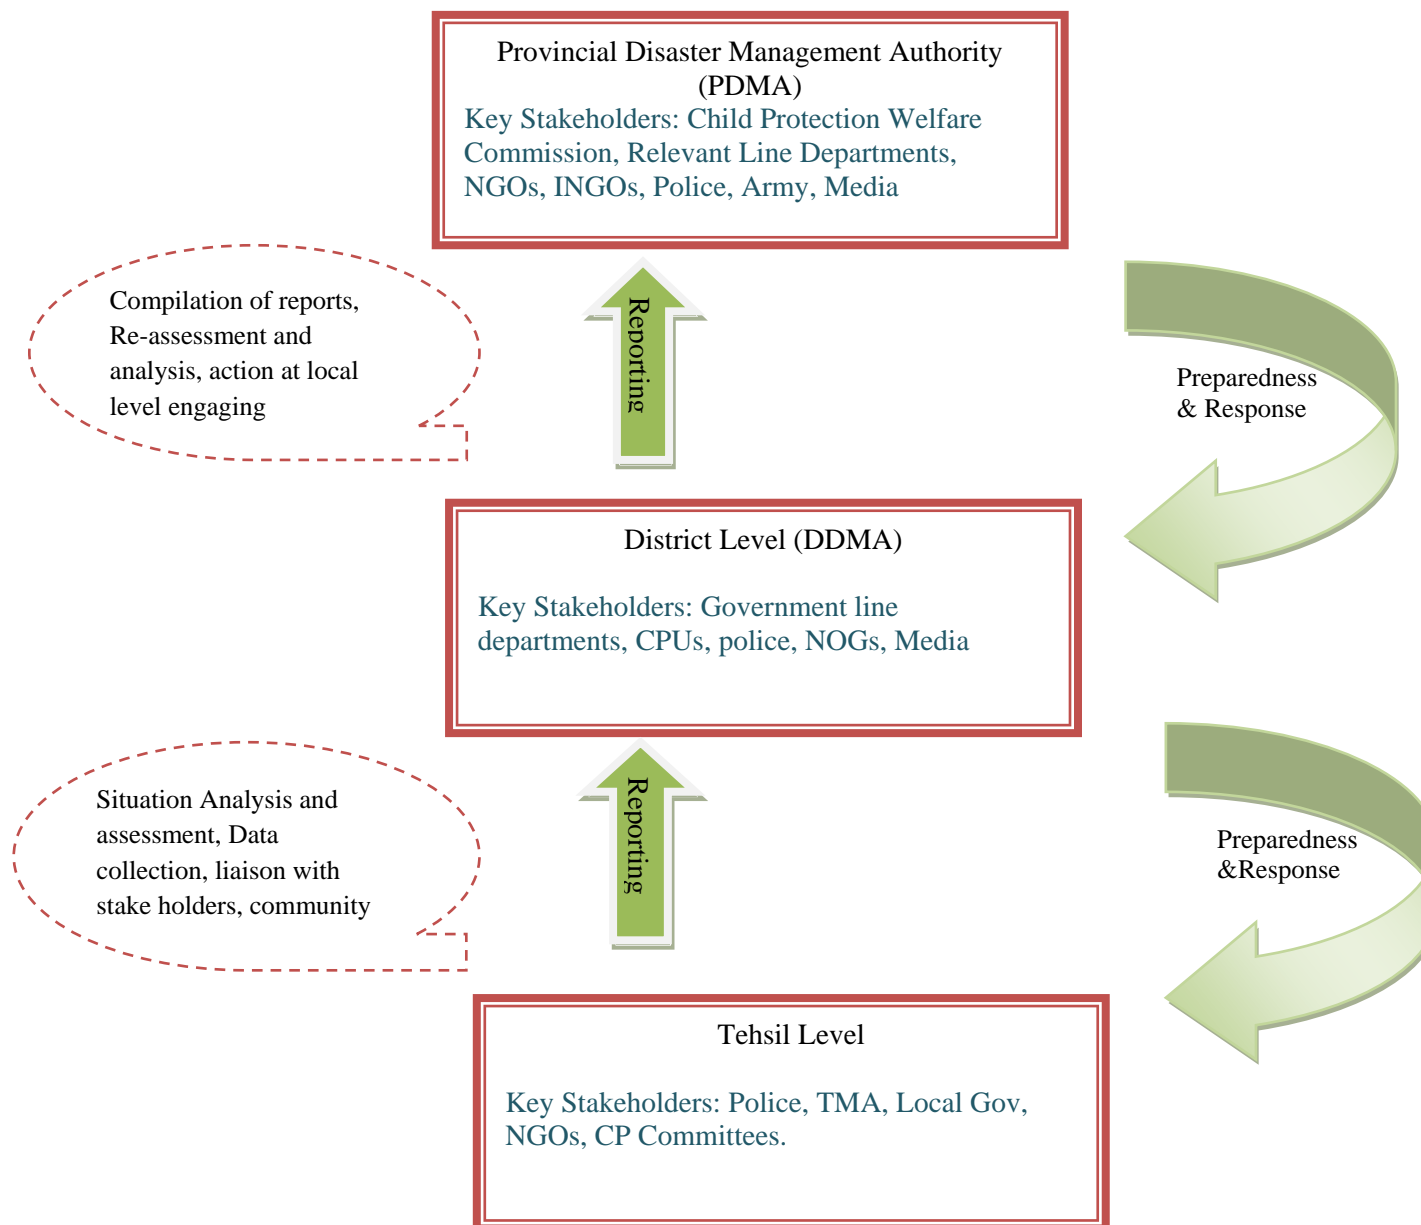 Provincial Disaster Management Authority
(PDMA)
Key Stakeholders: Child Protection Welfare
Commission, Relevant Line Departments,
NGOs, INGOs, Police, Army, Media
Compilation of reports,
Re-assessment and
analysis, action at local
level engaging
Reporting
Preparedness
& Response
District Level (DDMA)
Key Stakeholders: Government line
departments, CPUs, police, NOGs, Media
Situation Analysis and
assessment, Data
collection, liaison with
stake holders, community
Reporting
Preparedness
&Response
Tehsil Level
Key Stakeholders: Police, TMA, Local Gov,
NGOs, CP Committees.